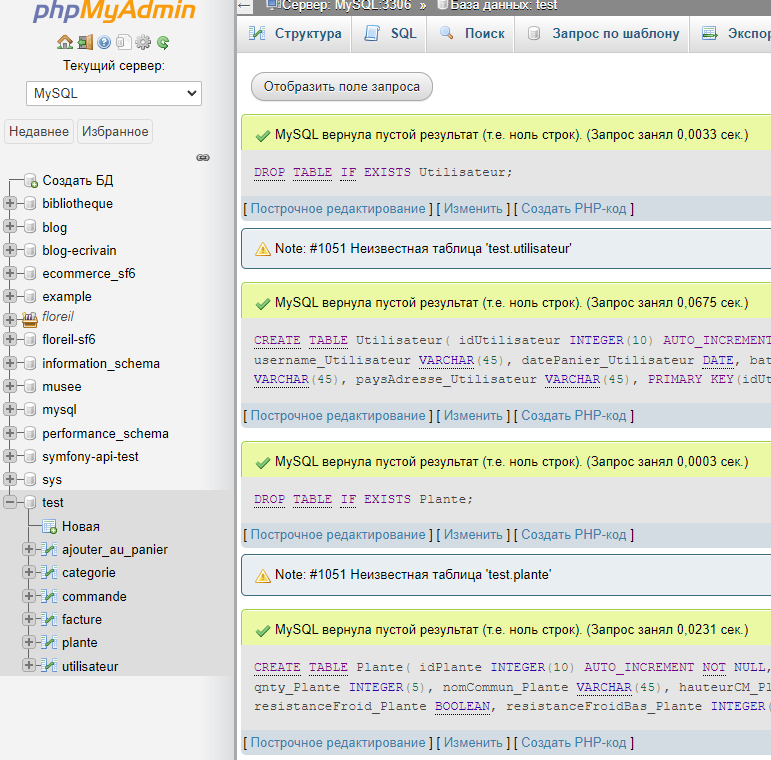 phpMyAdmin
Текущий сервер:
MySQL
Недавнее Избранное
Создать БД
bibliotheque
blog
blog-ecrivain
ecommerce_sf6
example
floreil
floreil-sf6
information_schema
musee
mysql
performance_schema
symfony-api-test
sys
test
Новая
ajouter_au_panier
categorie
commande
facture
plante
utilisateur
Сервер: MySQL:3306 » База данных: test
Структура SQL Поиск Запрос по шаблону Экспор
Отобразить поле запроса
MySQL вернула пустой результат (т.е. ноль строк). (Запрос занял 0,0033 сек.)
DROP TABLE IF EXISTS Utilisateur;
[ Построчное редактирование ] [ Изменить ] [ Создать PHP-код ]
Note: #1051 Неизвестная таблица 'test.utilisateur'
MySQL вернула пустой результат (т.е. ноль строк). (Запрос занял 0,0675 сек.)
CREATE TABLE Utilisateur( idUtilisateur INTEGER(10) AUTO_INCREMENT
username_Utilisateur VARCHAR(45), datePanier_Utilisateur DATE, bat
VARCHAR(45), paysAdresse_Utilisateur VARCHAR(45), PRIMARY KEY(idUt
[ Построчное редактирование ] [ Изменить ] [ Создать PHP-код ]
MySQL вернула пустой результат (т.е. ноль строк). (Запрос занял 0,0003 сек.)
DROP TABLE IF EXISTS Plante;
[ Построчное редактирование ] [ Изменить ] [ Создать PHP-код ]
Note: #1051 Неизвестная таблица 'test.plante'
MySQL вернула пустой результат (т.е. ноль строк). (Запрос занял 0,0231 сек.)
CREATE TABLE Plante( idPlante INTEGER(10) AUTO_INCREMENT NOT NULL,
qnty_Plante INTEGER(5), nomCommun_Plante VARCHAR(45), hauteurCM_Pl
resistanceFroid_Plante BOOLEAN, resistanceFroidBas_Plante INTEGER(
[ Построчное редактирование ] [ Изменить ] [ Создать PHP-код ]